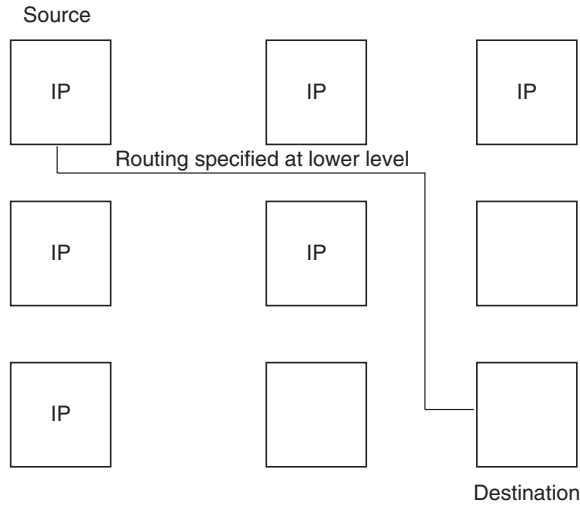 Source
IP
IP
IP
Routing specified at lower level
IP
IP
IP
Destination